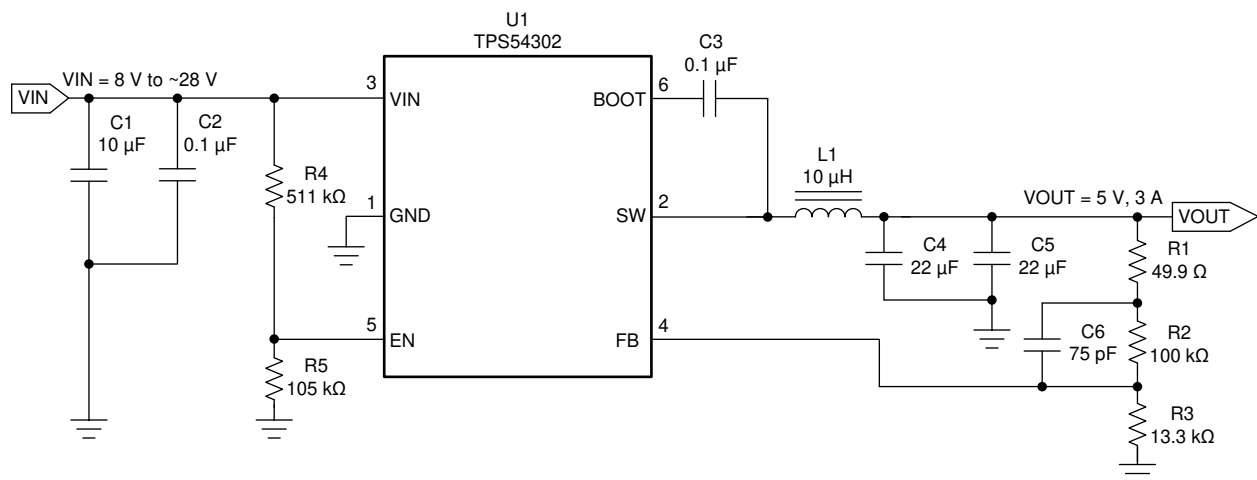 U1
TPS54302
VIN
VIN = 8 V to ~28 V
C1
10 µF
C2
0.1 µF
R4
511 kΩ
R5
105 kΩ
3
VIN
1
GND
5
EN
BOOT
6
SW
2
FB
4
C3
0.1 µF
L1
10 µH
VOUT = 5 V, 3 A
VOUT
C4
22 µF
C5
22 µF
R1
49.9 Ω
C6
75 pF
R2
100 kΩ
R3
13.3 kΩ